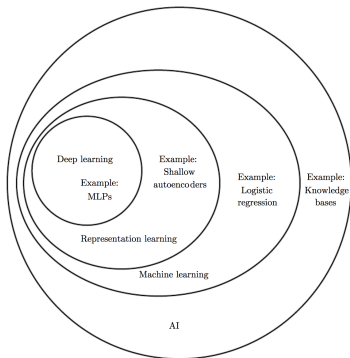 Deep learning
Example:
MLPs
Example:
Shallow
autoencoders
Example:
Logistic
regression
Example:
Knowledge
bases
Representation learning
Machine learning
AI